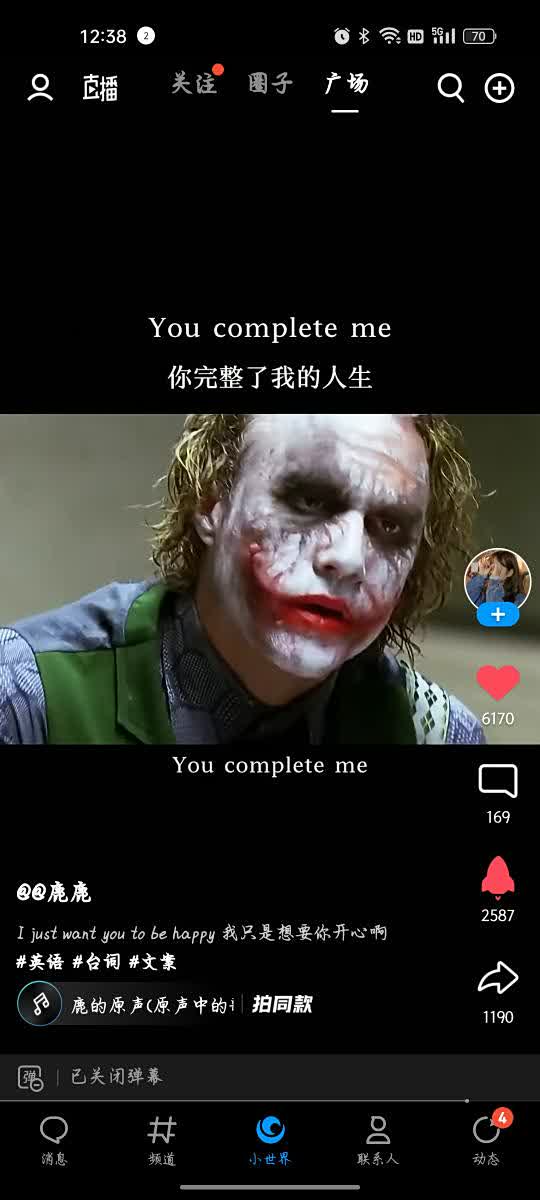 12:38 2 HD 5G 70
直播 关注 圈子 广场
You complete me
你完整了我的人生
You complete me
6170
169
2587
1190
@@鹿鹿
I just want you to be happy 我只是想要你开心啊
#英语 #台词 #文案
鹿的原声(原声中的 拍同款
弹 已关闭弹幕
4
消息 频道 小世界 联系人 动态